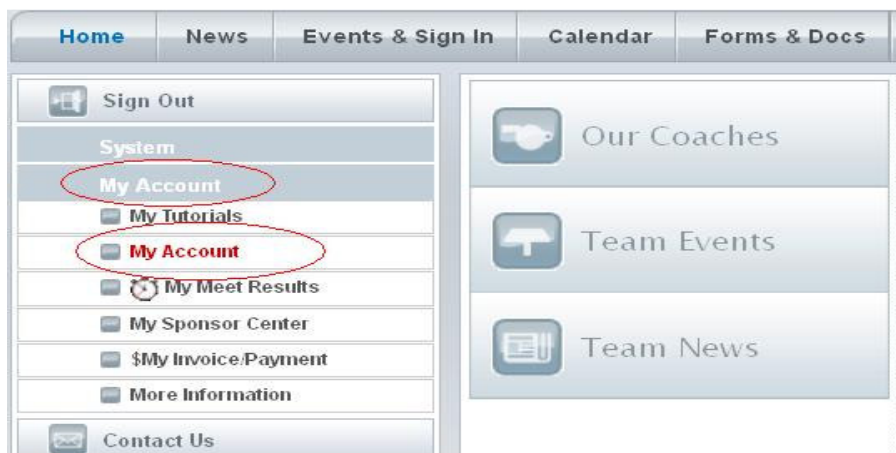 Home News Events & Sign In Calendar Forms & Docs
Sign Out
System
My Account
My Tutorials
My Account
My Meet Results
My Sponsor Center
$My Invoice/Payment
More Information
Contact Us
Our Coaches
Team Events
Team News